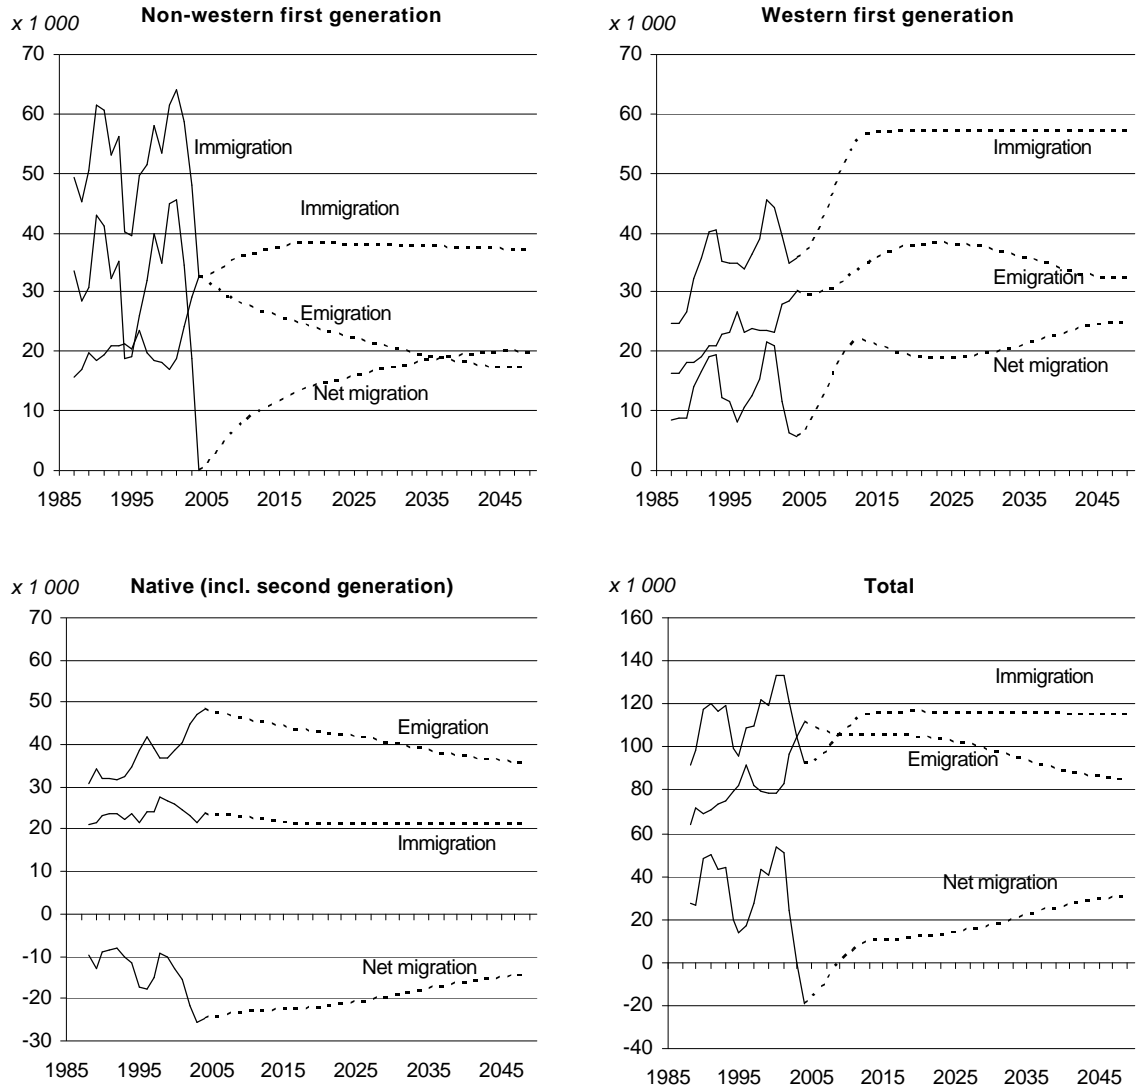 x 1 000
Non-western first generation
70
60
50
40
30
20
10
0
Immigration
Immigration
Emigration
Net migration
1985 1995 2005 2015 2025 2035 2045
x 1 000
Western first generation
70
60
50
40
30
20
10
0
Immigration
Emigration
Net migration
1985 1995 2005 2015 2025 2035 2045
x 1 000
Native (incl. second generation)
70
60
50
40
30
20
10
0
-10
-20
-30
Emigration
Immigration
Net migration
1985 1995 2005 2015 2025 2035 2045
x 1 000
Total
160
140
120
100
80
60
40
20
0
-20
-40
Immigration
Emigration
Net migration
1985 1995 2005 2015 2025 2035 2045